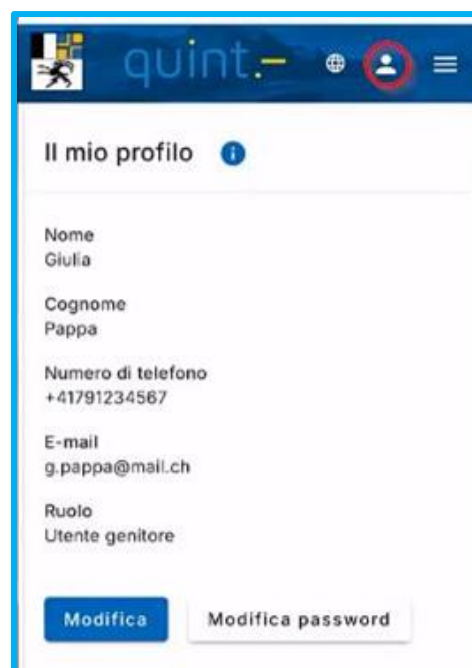 quint.-
Il mio profilo
Nome
Giulia
Cognome
Pappa
Numero di telefono
+41791234567
E-mail
g.pappa@mail.ch
Ruolo
Utente genitore
Modifica Modifica password